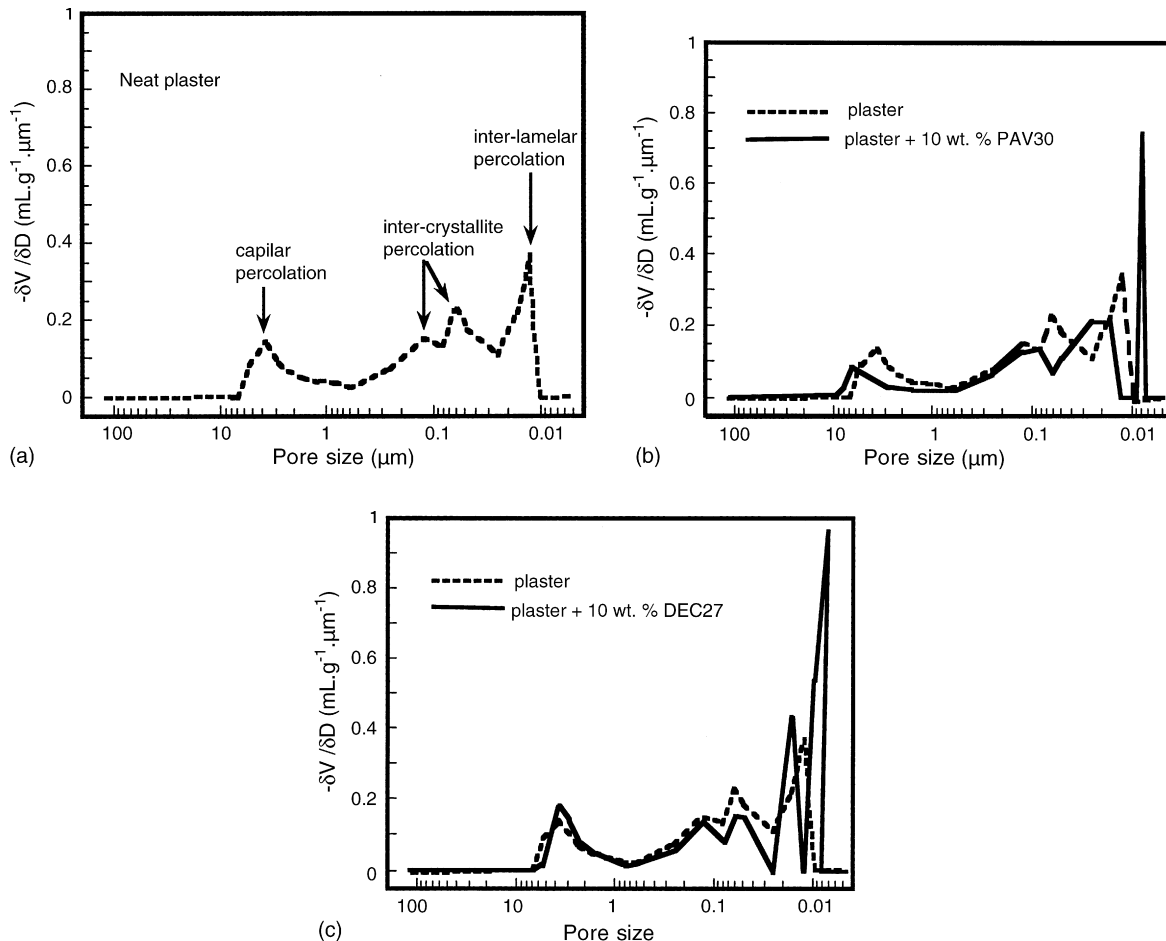 1
0.8
0.6
0.4
0.2
0
-δV /δD (mL.g⁻¹.µm⁻¹)
Neat plaster
inter-lamelar
percolation
inter-crystallite
percolation
capilar
percolation
100
10
1
0.1
0.01
Pore size (µm)
(a)
1
0.8
0.6
0.4
0.2
0
-δV /δD (mL.g⁻¹.µm⁻¹)
plaster
plaster + 10 wt. % PAV30
100
10
1
0.1
0.01
Pore size (µm)
(b)
1
0.8
0.6
0.4
0.2
0
-δV /δD (mL.g⁻¹.µm⁻¹)
plaster
plaster + 10 wt. % DEC27
100
10
1
0.1
0.01
Pore size
(c)